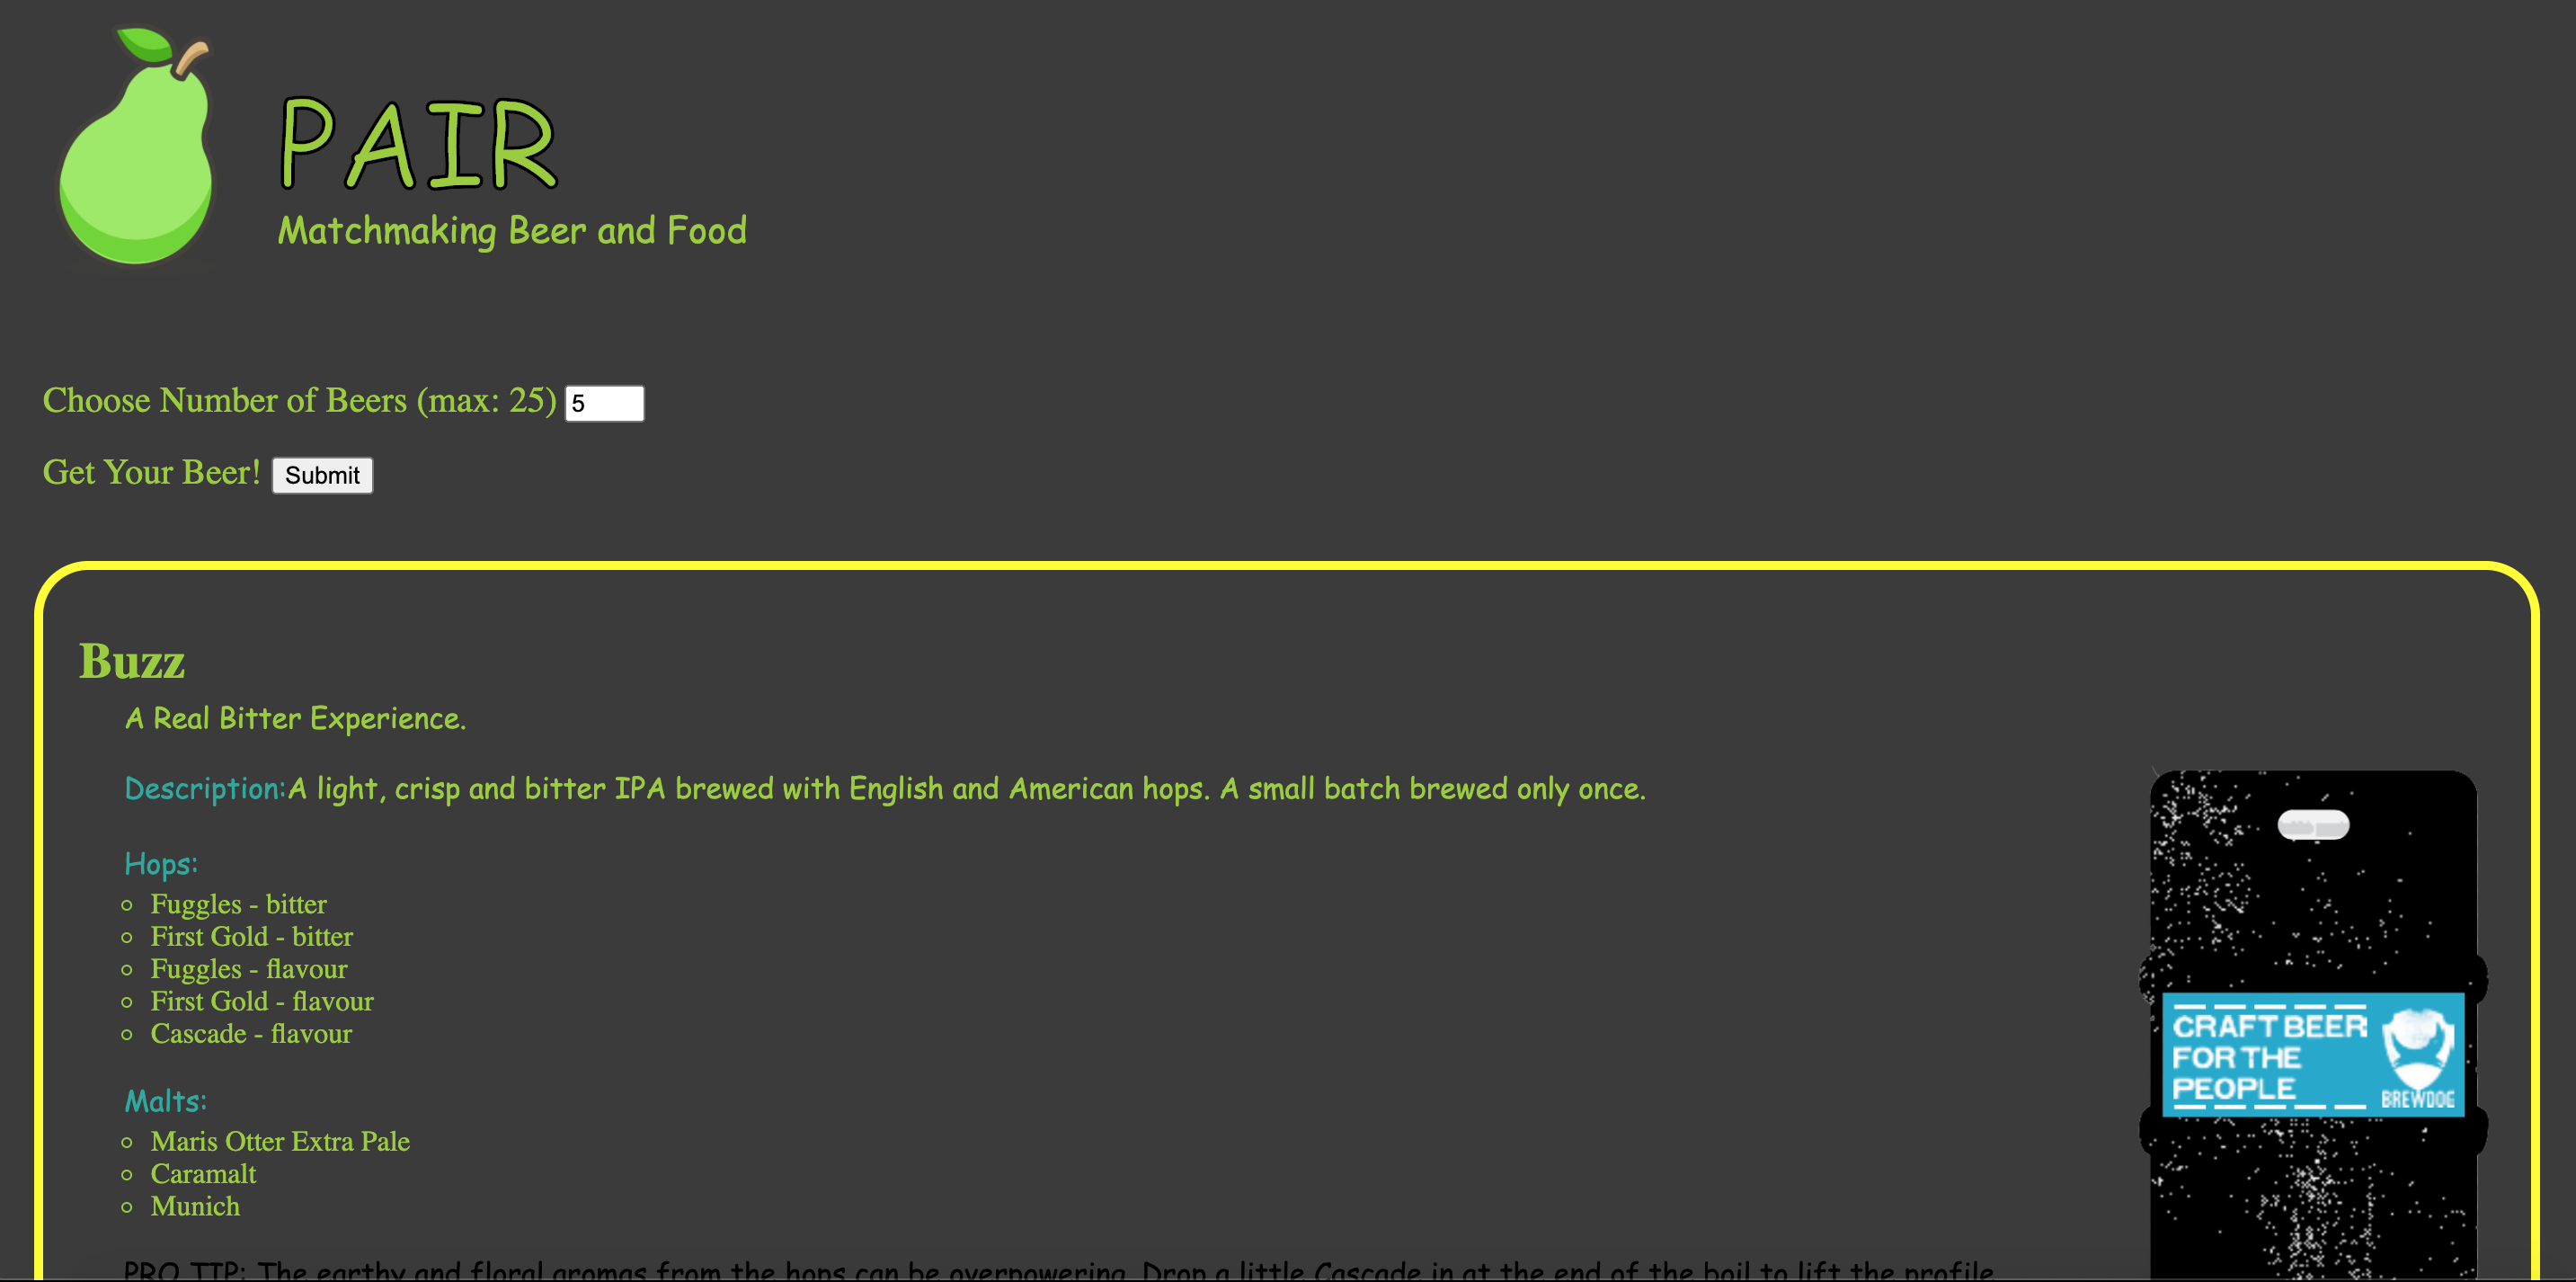 PAIR
Matchmaking Beer and Food
Choose Number of Beers (max: 25) 5
Get Your Beer! Submit
Buzz
A Real Bitter Experience.
Description:A light, crisp and bitter IPA brewed with English and American hops. A small batch brewed only once.
Hops:
Fuggles - bitter
First Gold - bitter
Fuggles - flavour
First Gold - flavour
Cascade - flavour
Malts:
Maris Otter Extra Pale
Caramalt
Munich
CRAFT BEER
FOR THE
PEOPLE
BREWDOG
PRO TIP: The earthy and floral aromas from the hops can be overpowering. Drop a little Cascade in at the end of the boil to lift the profile